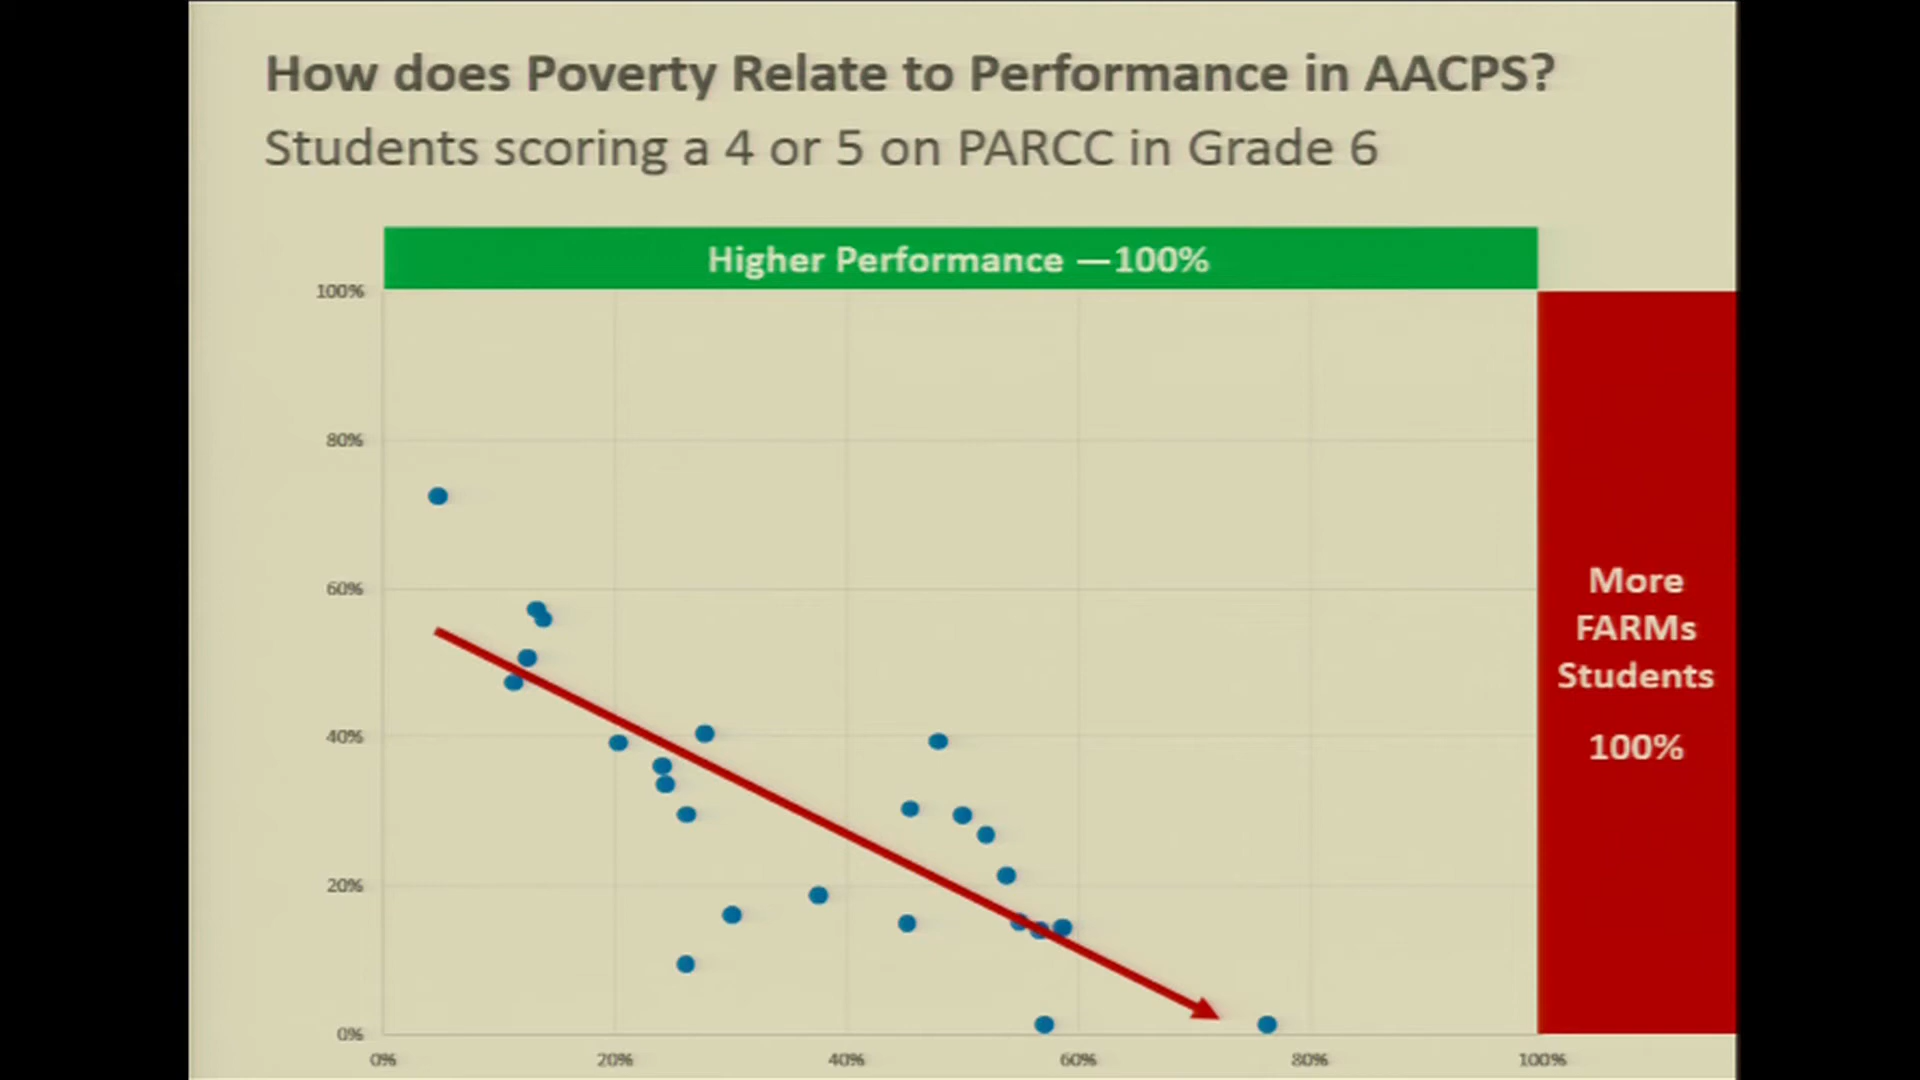 How does Poverty Relate to Performance in AACPS?
Students scoring a 4 or 5 on PARCC in Grade 6
Higher Performance —100%
100%
80%
60%
40%
20%
0%
More
FARMs
Students
100%
0%
20%
40%
60%
80%
100%